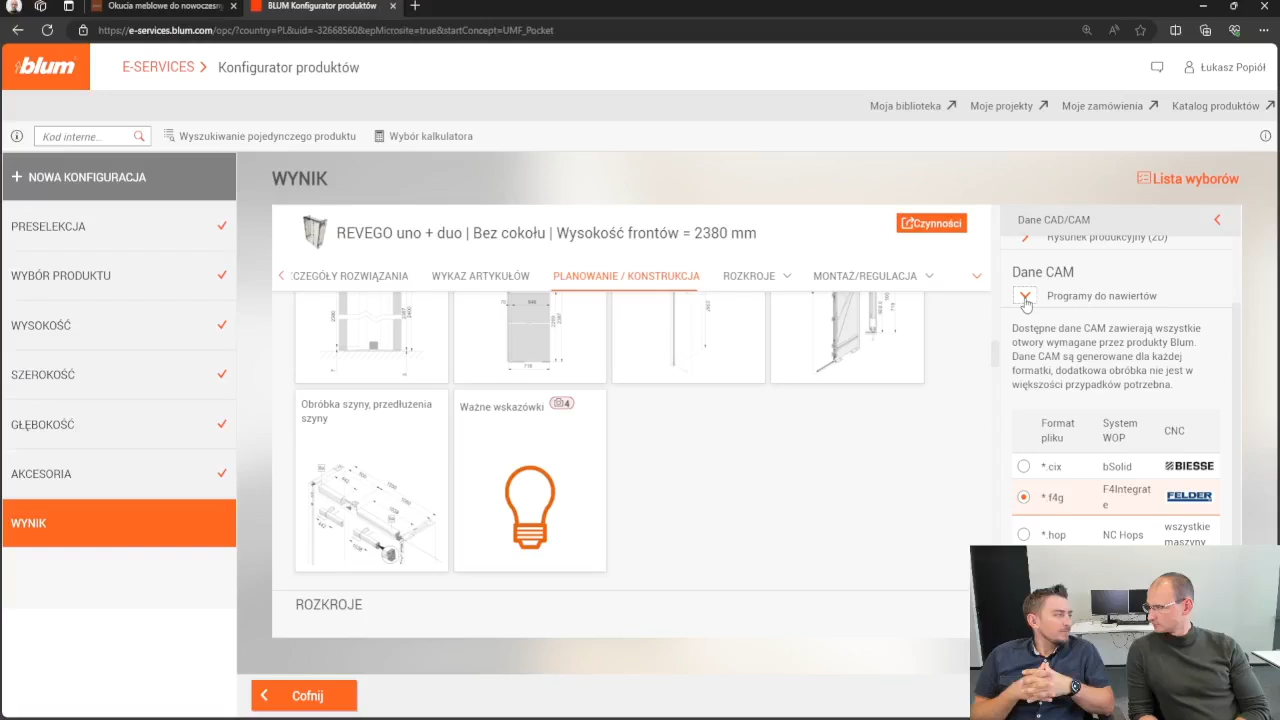 Okucia meblowe do nowoczesny
BLUM Konfigurator produktów
https://e-services.blum.com/opc/?country=PL&uid=-32668560&epMicrosite=true&startConcept=UMF_Pocket
blum
E-SERVICES
Konfigurator produktów
Łukasz Popiół
Moja biblioteka
Moje projekty
Moje zamówienia
Katalog produktów
Kod interne...
Wyszukiwanie pojedynczego produktu
Wybór kalkulatora
NOWA KONFIGURACJA
PRESELEKCJA
WYBÓR PRODUKTU
WYSOKOŚĆ
SZEROKOŚĆ
GŁĘBOKOŚĆ
AKCESORIA
WYNIK
WYNIK
Lista wyborów
REVEGO uno + duo | Bez cokołu | Wysokość frontów = 2380 mm
Czynności
CZEGÓŁY ROZWIĄZANIA
WYKAZ ARTYKUŁÓW
PLANOWANIE / KONSTRUKCJA
ROZKROJE
MONTAŻ/REGULACJA
Obróbka szyny, przedłużenia
szyny
Ważne wskazówki
4
ROZKROJE
Cofnij
Dane CAD/CAM
Rysunek produkcyjny (2D)
Dane CAM
Programy do nawiertów
Dostępne dane CAM zawierają wszystkie
otwory wymagane przez produkty Blum.
Dane CAM są generowane dla każdej
formatki, dodatkowa obróbka nie jest w
większości przypadków potrzebna.
Format
pliku
System
WOP
CNC
*.cix
bSolid
BIESSE
*.f4g
F4Integrat
e
FELDER
*.hop
NC Hops
wszystkie
maszyny